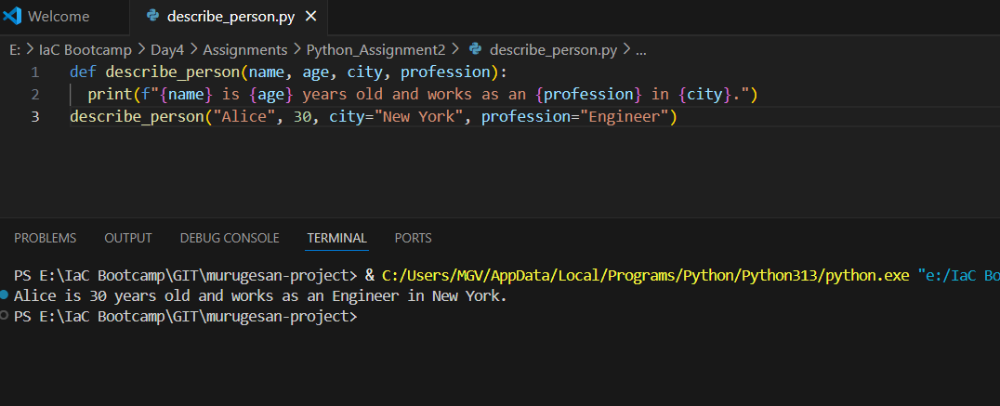 Welcome describe_person.py ×
E: > IaC Bootcamp > Day4 > Assignments > Python_Assignment2 > describe_person.py > ...
1 def describe_person(name, age, city, profession):
2 print(f"{name} is {age} years old and works as an {profession} in {city}.")
3 describe_person("Alice", 30, city="New York", profession="Engineer")
PROBLEMS OUTPUT DEBUG CONSOLE TERMINAL PORTS
PS E:\IaC Bootcamp\GIT\murugesan-project> & C:/Users/MGV/AppData/Local/Programs/Python/Python313/python.exe "e:/IaC Bo
Alice is 30 years old and works as an Engineer in New York.
PS E:\IaC Bootcamp\GIT\murugesan-project>